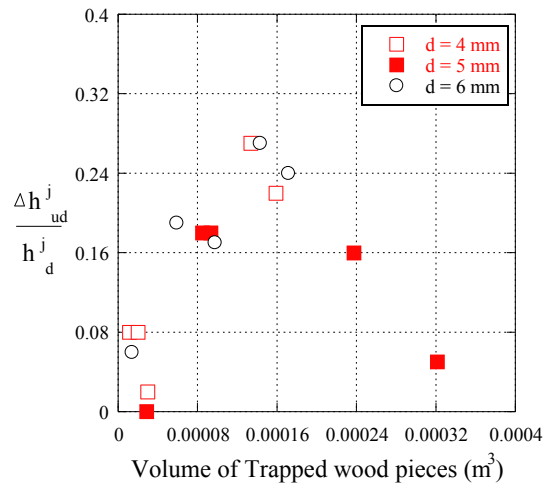 0.4
d = 4 mm
d = 5 mm
d = 6 mm
0.32
0.24
Δh^j_ud
h^j_d
0.16
0.08
0
0 0.00008 0.00016 0.00024 0.00032 0.0004
Volume of Trapped wood pieces (m³)